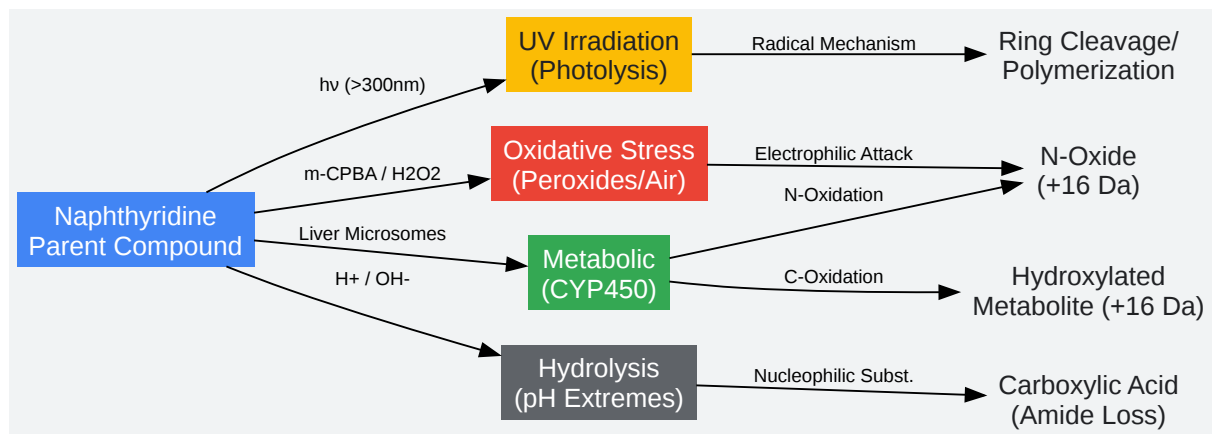 Naphthyridine
Parent Compound
hν (>300nm)
UV Irradiation
(Photolysis)
Radical Mechanism
Ring Cleavage/
Polymerization
m-CPBA / H2O2
Oxidative Stress
(Peroxides/Air)
Electrophilic Attack
N-Oxide
(+16 Da)
Liver Microsomes
Metabolic
(CYP450)
N-Oxidation
C-Oxidation
Hydroxylated
Metabolite (+16 Da)
H+ / OH-
Hydrolysis
(pH Extremes)
Nucleophilic Subst.
Carboxylic Acid
(Amide Loss)